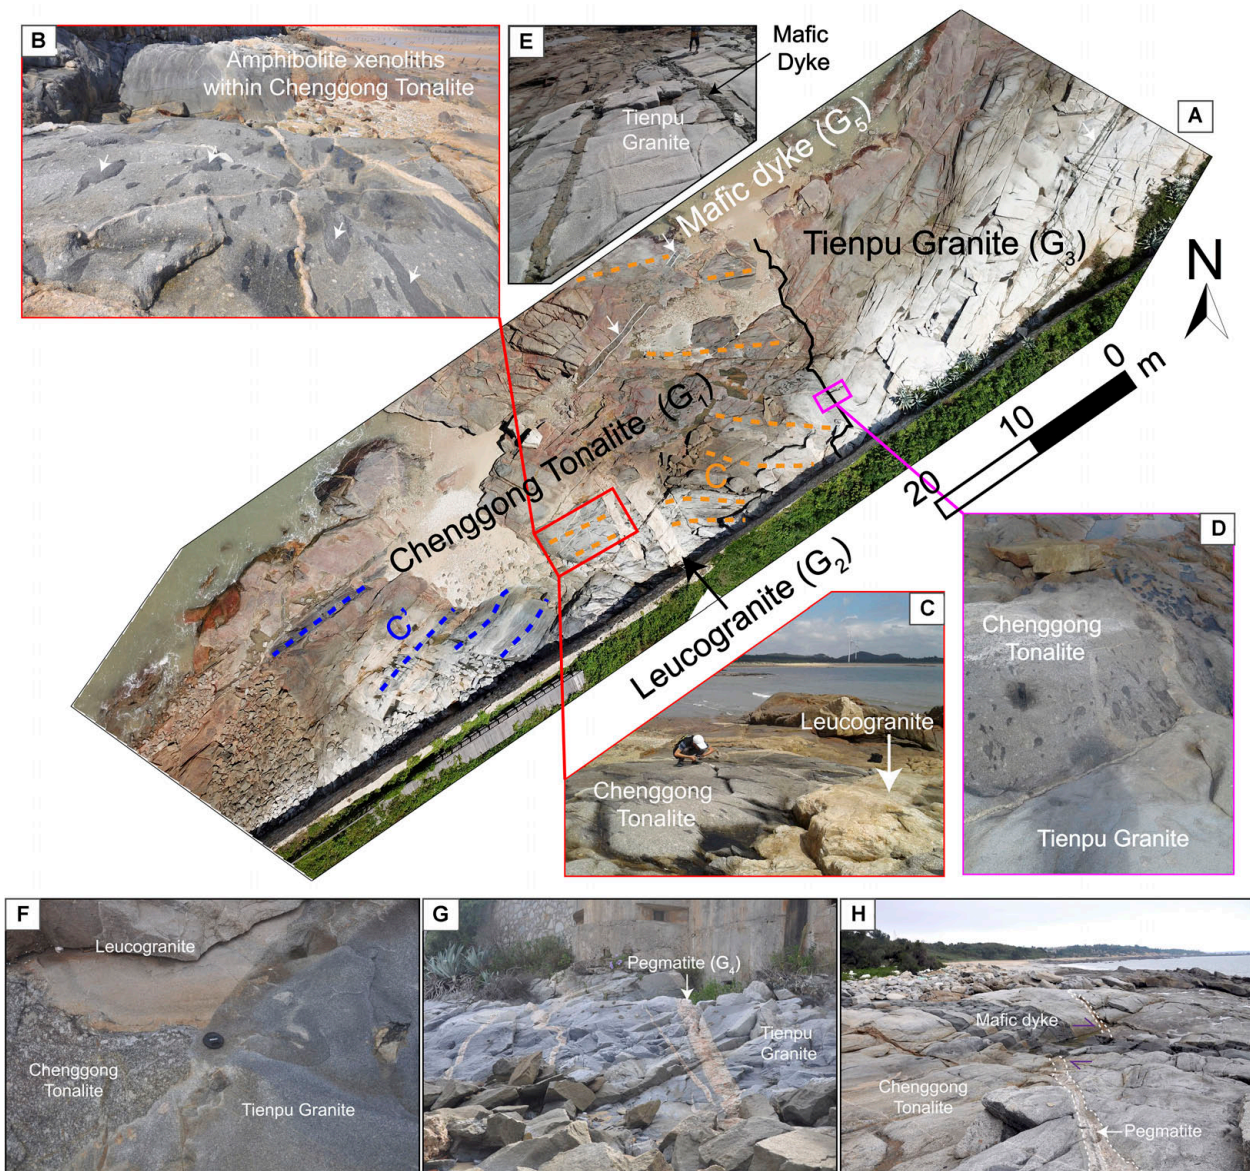 B
Amphibolite xenoliths
within Chenggong Tonalite
E
Mafic
Dyke
Tienpu
Granite
A
Mafic dyke (G₅)
Tienpu Granite (G₃)
N
0
m
10
20
Chenggong Tonalite (G₁)
C
C'
Leucogranite (G₂)
C
Leucogranite
Chenggong
Tonalite
D
Chenggong
Tonalite
Tienpu Granite
F
Leucogranite
Chenggong
Tonalite
Tienpu Granite
G
Pegmatite (G₄)
Tienpu
Granite
H
Mafic dyke
Chenggong
Tonalite
Pegmatite